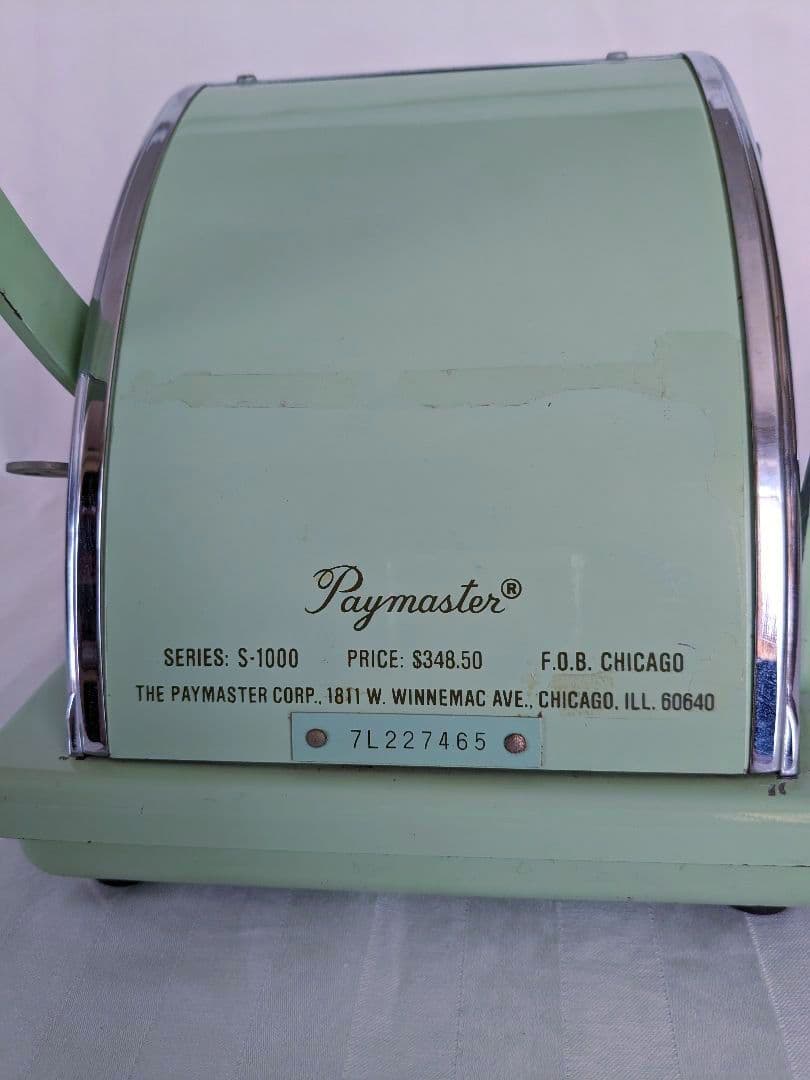 Paymaster®
SERIES: S-1000 PRICE: $348.50 F.O.B. CHICAGO
THE PAYMASTER CORP., 1811 W. WINNEMAC AVE., CHICAGO, ILL. 60640
7L227465